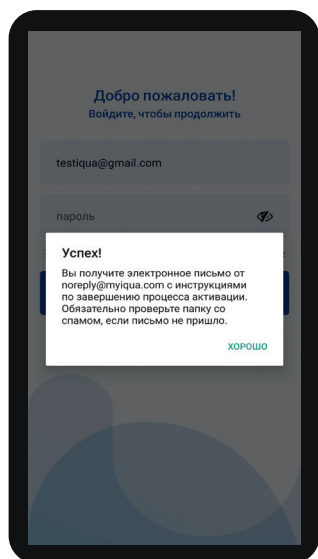 Добро пожаловать!
Войдите, чтобы продолжить
testiqua@gmail.com
пароль
Успех!
Вы получите электронное письмо от
noreply@myiqua.com с инструкциями
по завершению процесса активации.
Обязательно проверьте папку со
спамом, если письмо не пришло.
ХОРОШО